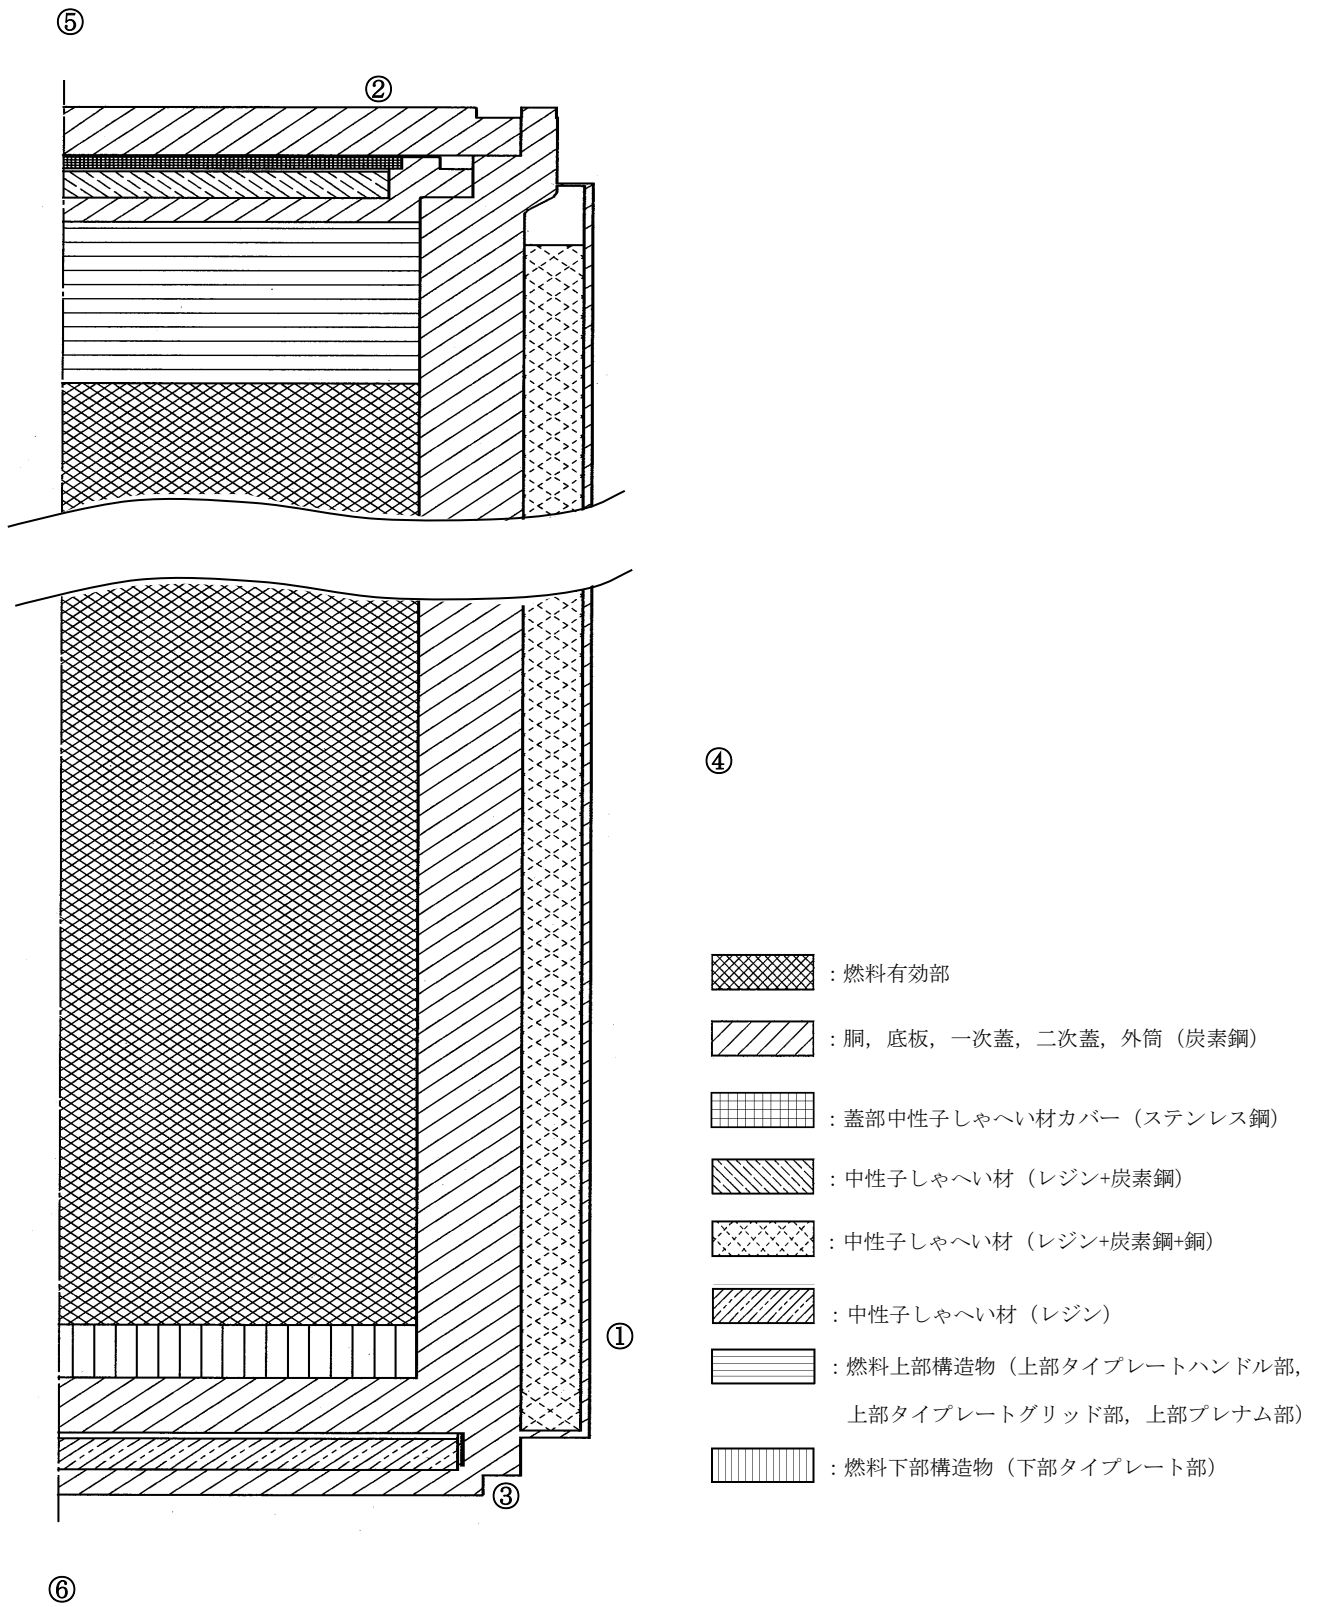 ⑤
②
④
:燃料有効部
:胴，底板，一次蓋，二次蓋，外筒（炭素鋼）
:蓋部中性子しゃへい材カバー（ステンレス鋼）
:中性子しゃへい材（レジン+炭素鋼）
:中性子しゃへい材（レジン+炭素鋼+銅）
:中性子しゃへい材（レジン）
①
:燃料上部構造物（上部タイプレートハンドル部，
上部タイプレートグリッド部，上部プレナム部）
:燃料下部構造物（下部タイプレート部）
③
⑥